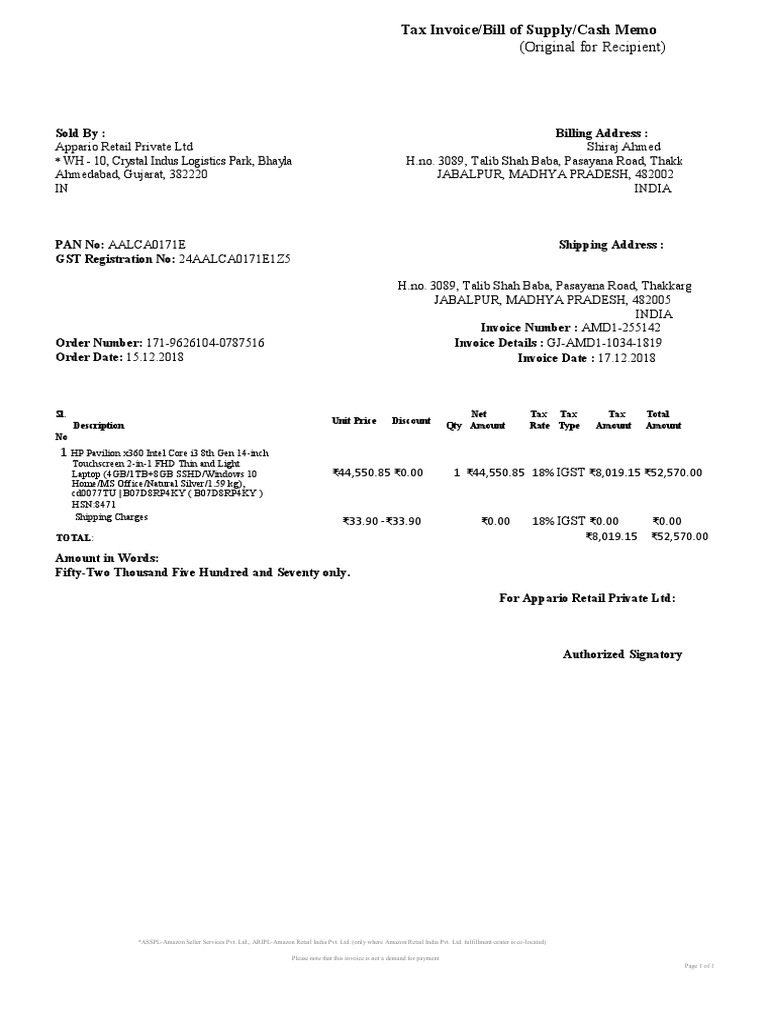 Tax Invoice/Bill of Supply/Cash Memo
(Original for Recipient)
Sold By :
Appario Retail Private Ltd
* WH - 10, Crystal Indus Logistics Park, Bhayla
Ahmedabad, Gujarat, 382220
IN
Billing Address :
Shiraj Ahmed
H.no. 3089, Talib Shah Baba, Pasayana Road, Thakk
JABALPUR, MADHYA PRADESH, 482002
INDIA
PAN No: AALCA0171E
GST Registration No: 24AALCA0171E1Z5
Shipping Address :
H.no. 3089, Talib Shah Baba, Pasayana Road, Thakkarg
JABALPUR, MADHYA PRADESH, 482005
INDIA
Invoice Number : AMD1-255142
Order Number: 171-9626104-0787516 Invoice Details : GJ-AMD1-1034-1819
Order Date: 15.12.2018 Invoice Date : 17.12.2018
Sl. Net Tax Tax Tax Total
Description Unit Price Discount Qty Amount Rate Type Amount Amount
No
1 HP Pavilion x360 Intel Core i3 8th Gen 14-inch
Touchscreen 2-in-1 FHD Thin and Light
Laptop (4GB/1TB+8GB SSHD/Windows 10 ₹44,550.85 ₹0.00 1 ₹44,550.85 18% IGST ₹8,019.15 ₹52,570.00
Home/MS Office/Natural Silver/1.59 kg),
cd0077TU | B07D8RP4KY ( B07D8RP4KY )
HSN:8471
Shipping Charges ₹33.90 -₹33.90 ₹0.00 18% IGST ₹0.00 ₹0.00
TOTAL: ₹8,019.15 ₹52,570.00
Amount in Words:
Fifty-Two Thousand Five Hundred and Seventy only.
For Appario Retail Private Ltd:
Authorized Signatory
*ASSPL-Amazon Seller Services Pvt. Ltd., ARIPL-Amazon Retail India Pvt. Ltd. (only where Amazon Retail India Pvt. Ltd. fulfillment center is co-located)
Please note that this invoice is not a demand for payment
Page 1 of 1